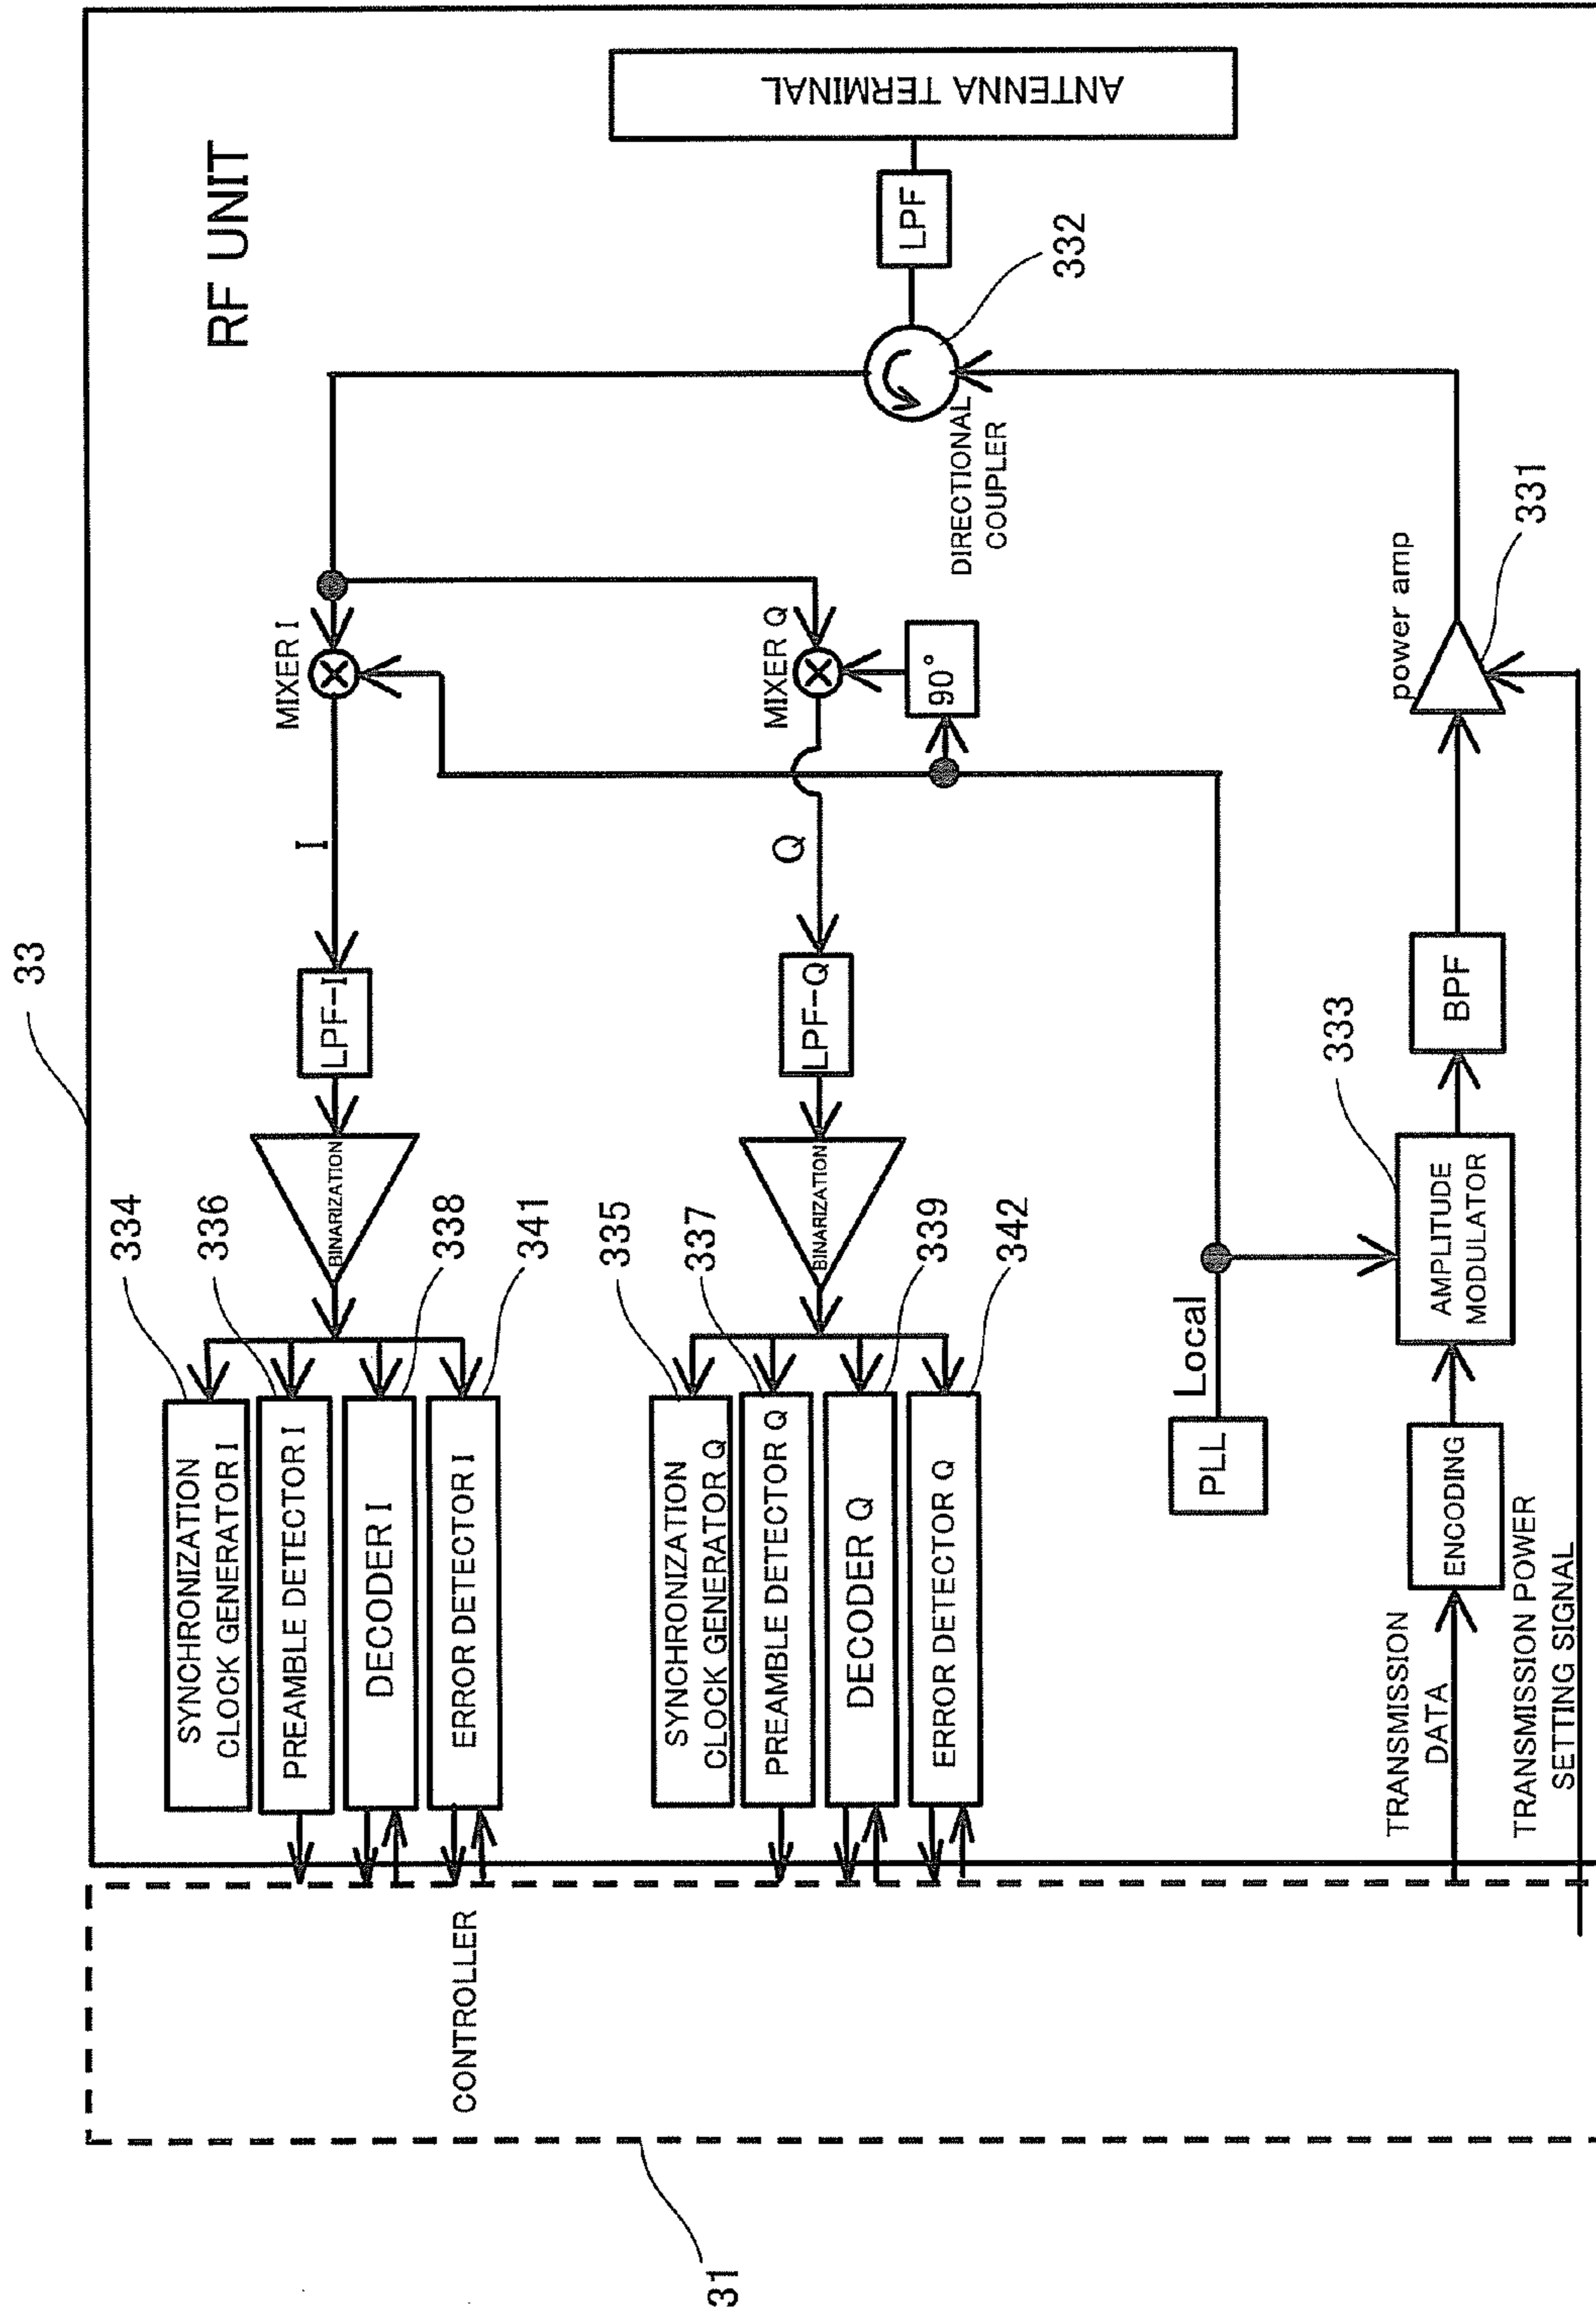 33
RF UNIT
334
SYNCHRONIZATION
CLOCK GENERATOR I
336
PREAMBLE DETECTOR I
338
DECODER I
341
ERROR DETECTOR I
BINARIZATION
LPF-I
I
MIXER I
335
SYNCHRONIZATION
CLOCK GENERATOR Q
337
PREAMBLE DETECTOR Q
339
DECODER Q
342
ERROR DETECTOR Q
BINARIZATION
LPF-Q
Q
MIXER Q
90°
DIRECTIONAL
COUPLER
332
LPF
ANTENNA TERMINAL
CONTROLLER
31
PLL
Local
TRANSMISSION
DATA
ENCODING
AMPLITUDE
MODULATOR
333
BPF
power amp
331
TRANSMISSION POWER
SETTING SIGNAL